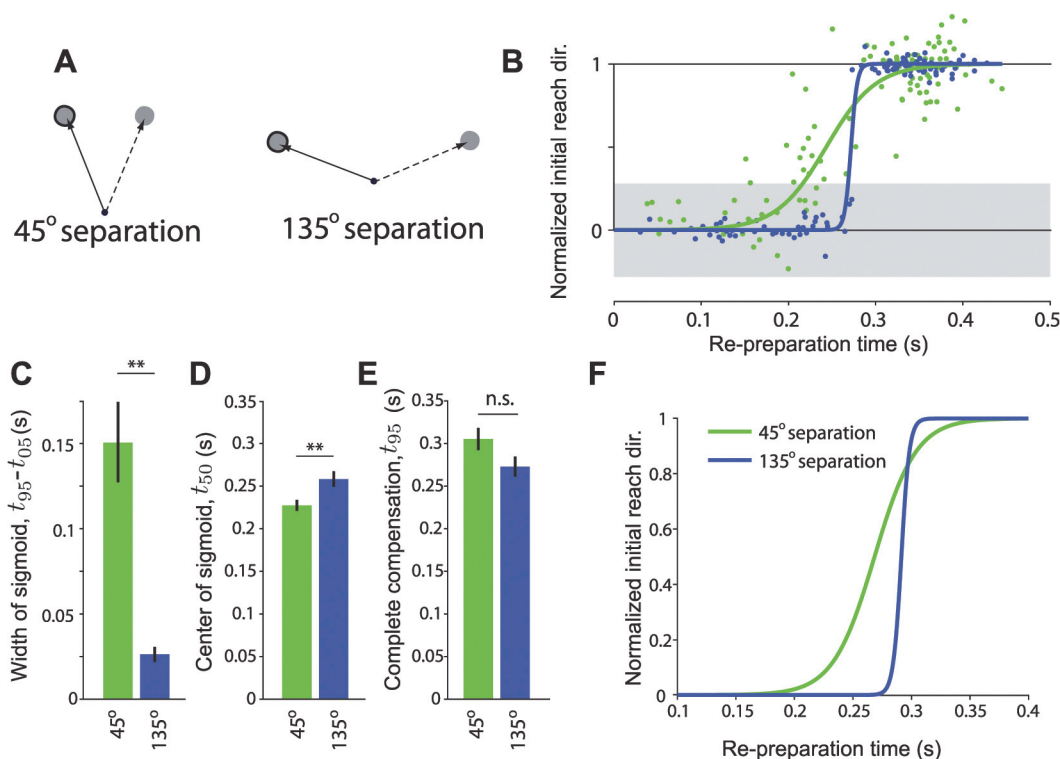 A
45° separation
135° separation
B
Normalized initial reach dir.
1
0
0
0.1
0.2
0.3
0.4
0.5
Re-preparation time (s)
C
Width of sigmoid, t95-t05 (s)
**
0.15
0.1
0.05
0
45°
135°
D
Center of sigmoid, t50 (s)
**
0.35
0.3
0.25
0.2
0.15
0.1
0.05
0
45°
135°
E
Complete compensation, t95 (s)
n.s.
0.35
0.3
0.25
0.2
0.15
0.1
0.05
0
45°
135°
F
Normalized initial reach dir.
45° separation
135° separation
1
0.8
0.6
0.4
0.2
0
0.1
0.15
0.2
0.25
0.3
0.35
0.4
Re-preparation time (s)